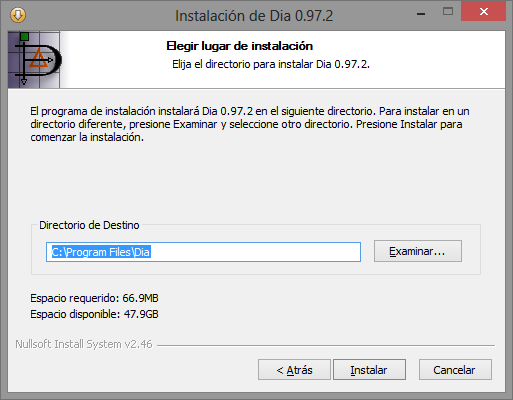 Instalación de Dia 0.97.2
Elegir lugar de instalación
Elija el directorio para instalar Dia 0.97.2.
El programa de instalación instalará Dia 0.97.2 en el siguiente directorio. Para instalar en un
directorio diferente, presione Examinar y seleccione otro directorio. Presione Instalar para
comenzar la instalación.
Directorio de Destino
C:\Program Files\Dia
Examinar...
Espacio requerido: 66.9MB
Espacio disponible: 47.9GB
Nullsoft Install System v2.46
< Atrás
Instalar
Cancelar